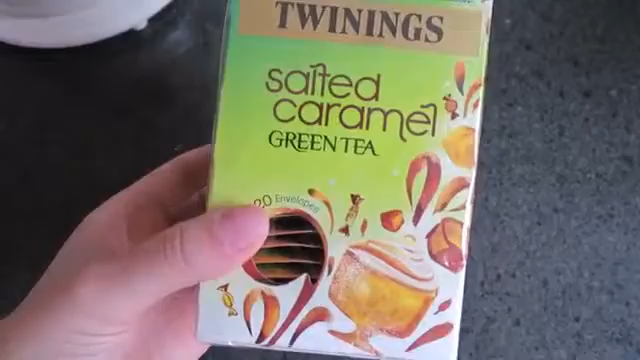 TWININGS
salted
caramel
GREEN TEA
20 Envelopes